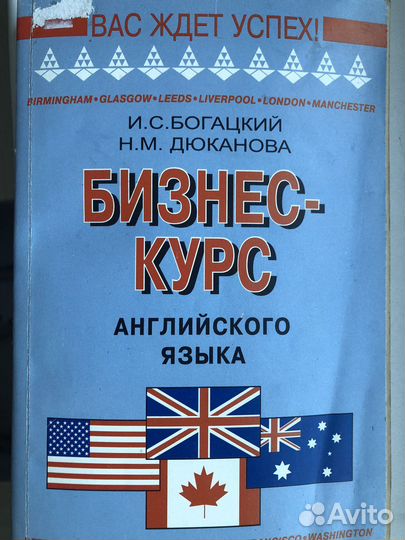 ВАС ЖДЕТ УСПЕХ!
BIRMINGHAM • GLASGOW • LEEDS • LIVERPOOL • LONDON • MANCHESTER
И.С.БОГАЦКИЙ
Н.М. ДЮКАНОВА
БИЗНЕС-
КУРС
АНГЛИЙСКОГО
ЯЗЫКА
WASHINGTON
Avito